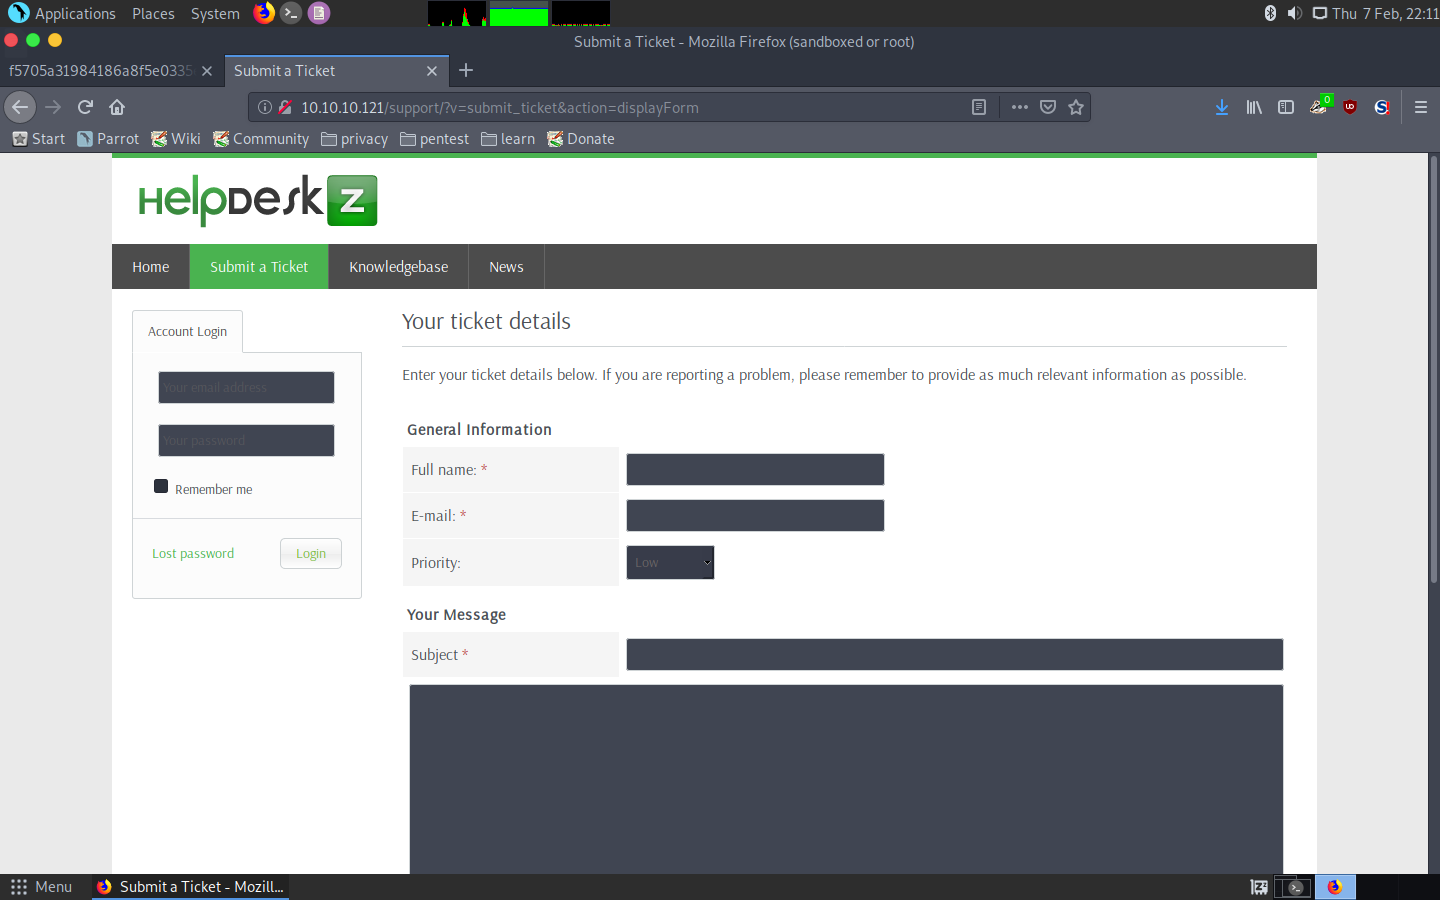 Applications Places System Thu 7 Feb, 22:11
Submit a Ticket - Mozilla Firefox (sandboxed or root)
f5705a31984186a8f5e0335 Submit a Ticket
10.10.10.121/support/?v=submit_ticket&action=displayForm 0
Start Parrot Wiki Community privacy pentest learn Donate
HelpDesk Z
Home Submit a Ticket Knowledgebase News
Account Login
Your email address
Your password
Remember me
Lost password Login
Your ticket details
Enter your ticket details below. If you are reporting a problem, please remember to provide as much relevant information as possible.
General Information
Full name: *
E-mail: *
Priority: Low
Your Message
Subject *
Menu Submit a Ticket - Mozill...